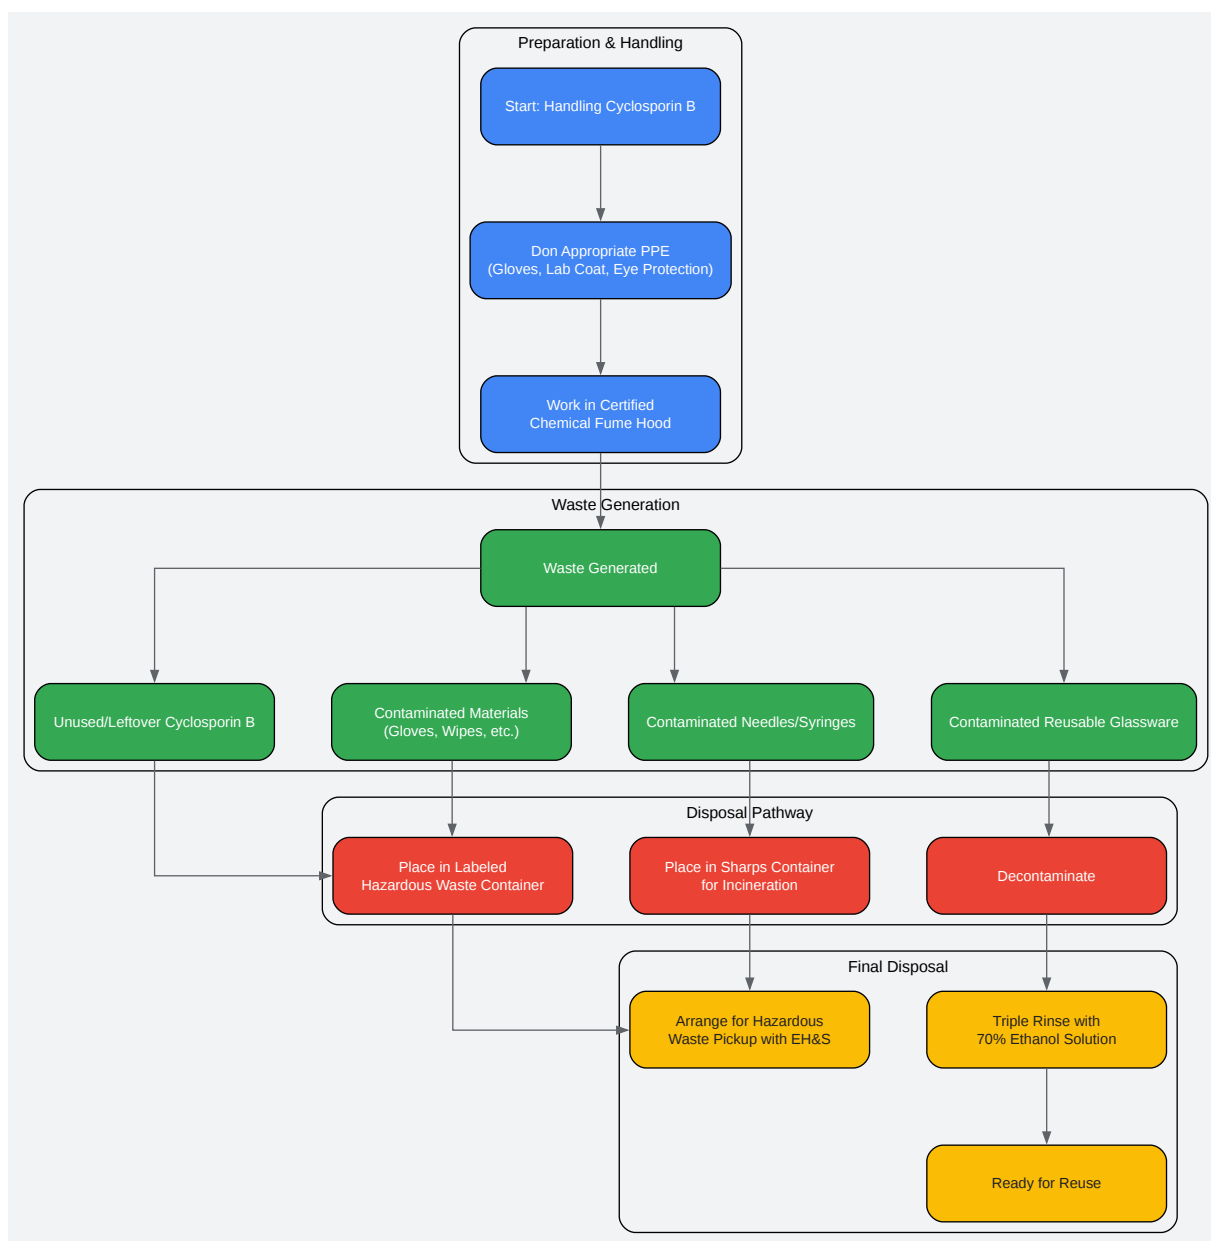 Preparation & Handling
Start: Handling Cyclosporin B
Don Appropriate PPE
(Gloves, Lab Coat, Eye Protection)
Work in Certified
Chemical Fume Hood
Waste Generation
Waste Generated
Unused/Leftover Cyclosporin B
Contaminated Materials
(Gloves, Wipes, etc.)
Contaminated Needles/Syringes
Contaminated Reusable Glassware
Disposal Pathway
Place in Labeled
Hazardous Waste Container
Place in Sharps Container
for Incineration
Decontaminate
Final Disposal
Arrange for Hazardous
Waste Pickup with EH&S
Triple Rinse with
70% Ethanol Solution
Ready for Reuse